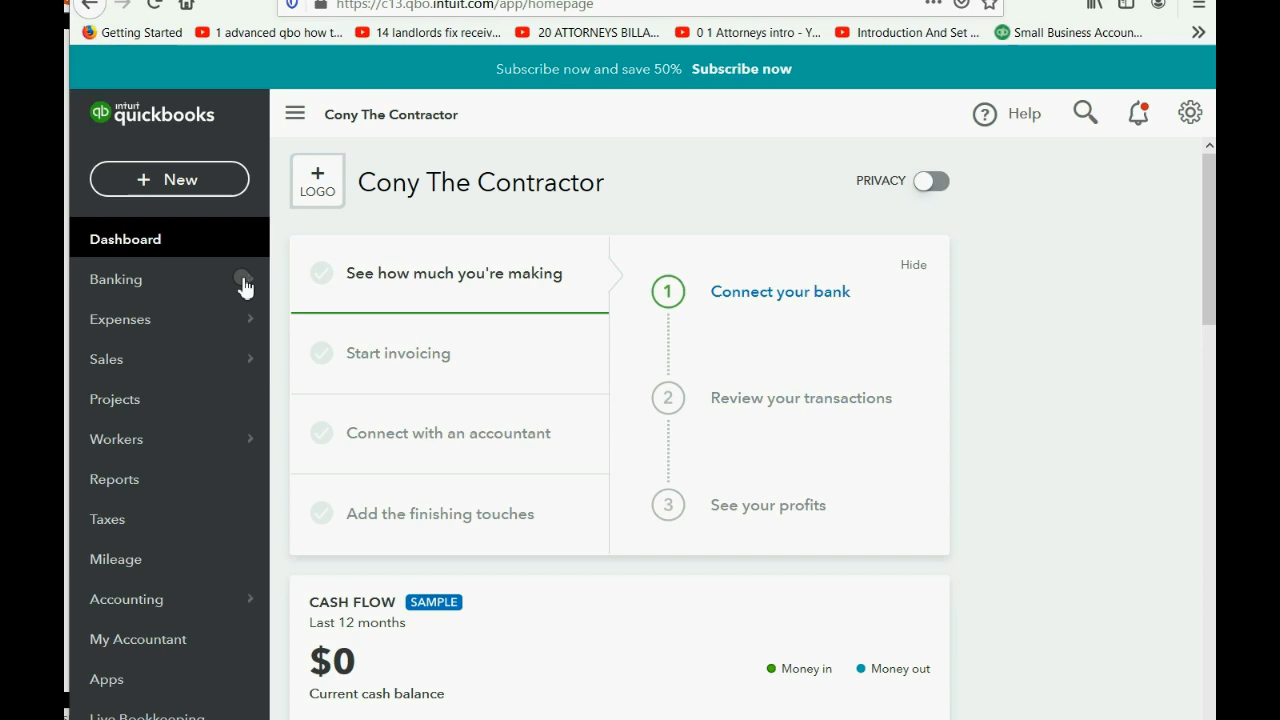 https://c13.qbo.intuit.com/app/homepage
Getting Started
1 advanced qbo how t...
14 landlords fix receiv...
20 ATTORNEYS BILLA...
0 1 Attorneys intro - Y...
Introduction And Set ...
Small Business Accoun...
Subscribe now and save 50% Subscribe now
qb intuit quickbooks
Cony The Contractor
? Help
+ New
+ LOGO
Cony The Contractor
PRIVACY
Dashboard
Banking
Expenses
Sales
Projects
Workers
Reports
Taxes
Mileage
Accounting
My Accountant
Apps
Live Bookkeeping
See how much you're making
Start invoicing
Connect with an accountant
Add the finishing touches
Hide
1 Connect your bank
2 Review your transactions
3 See your profits
CASH FLOW SAMPLE
Last 12 months
$0
Current cash balance
Money in
Money out